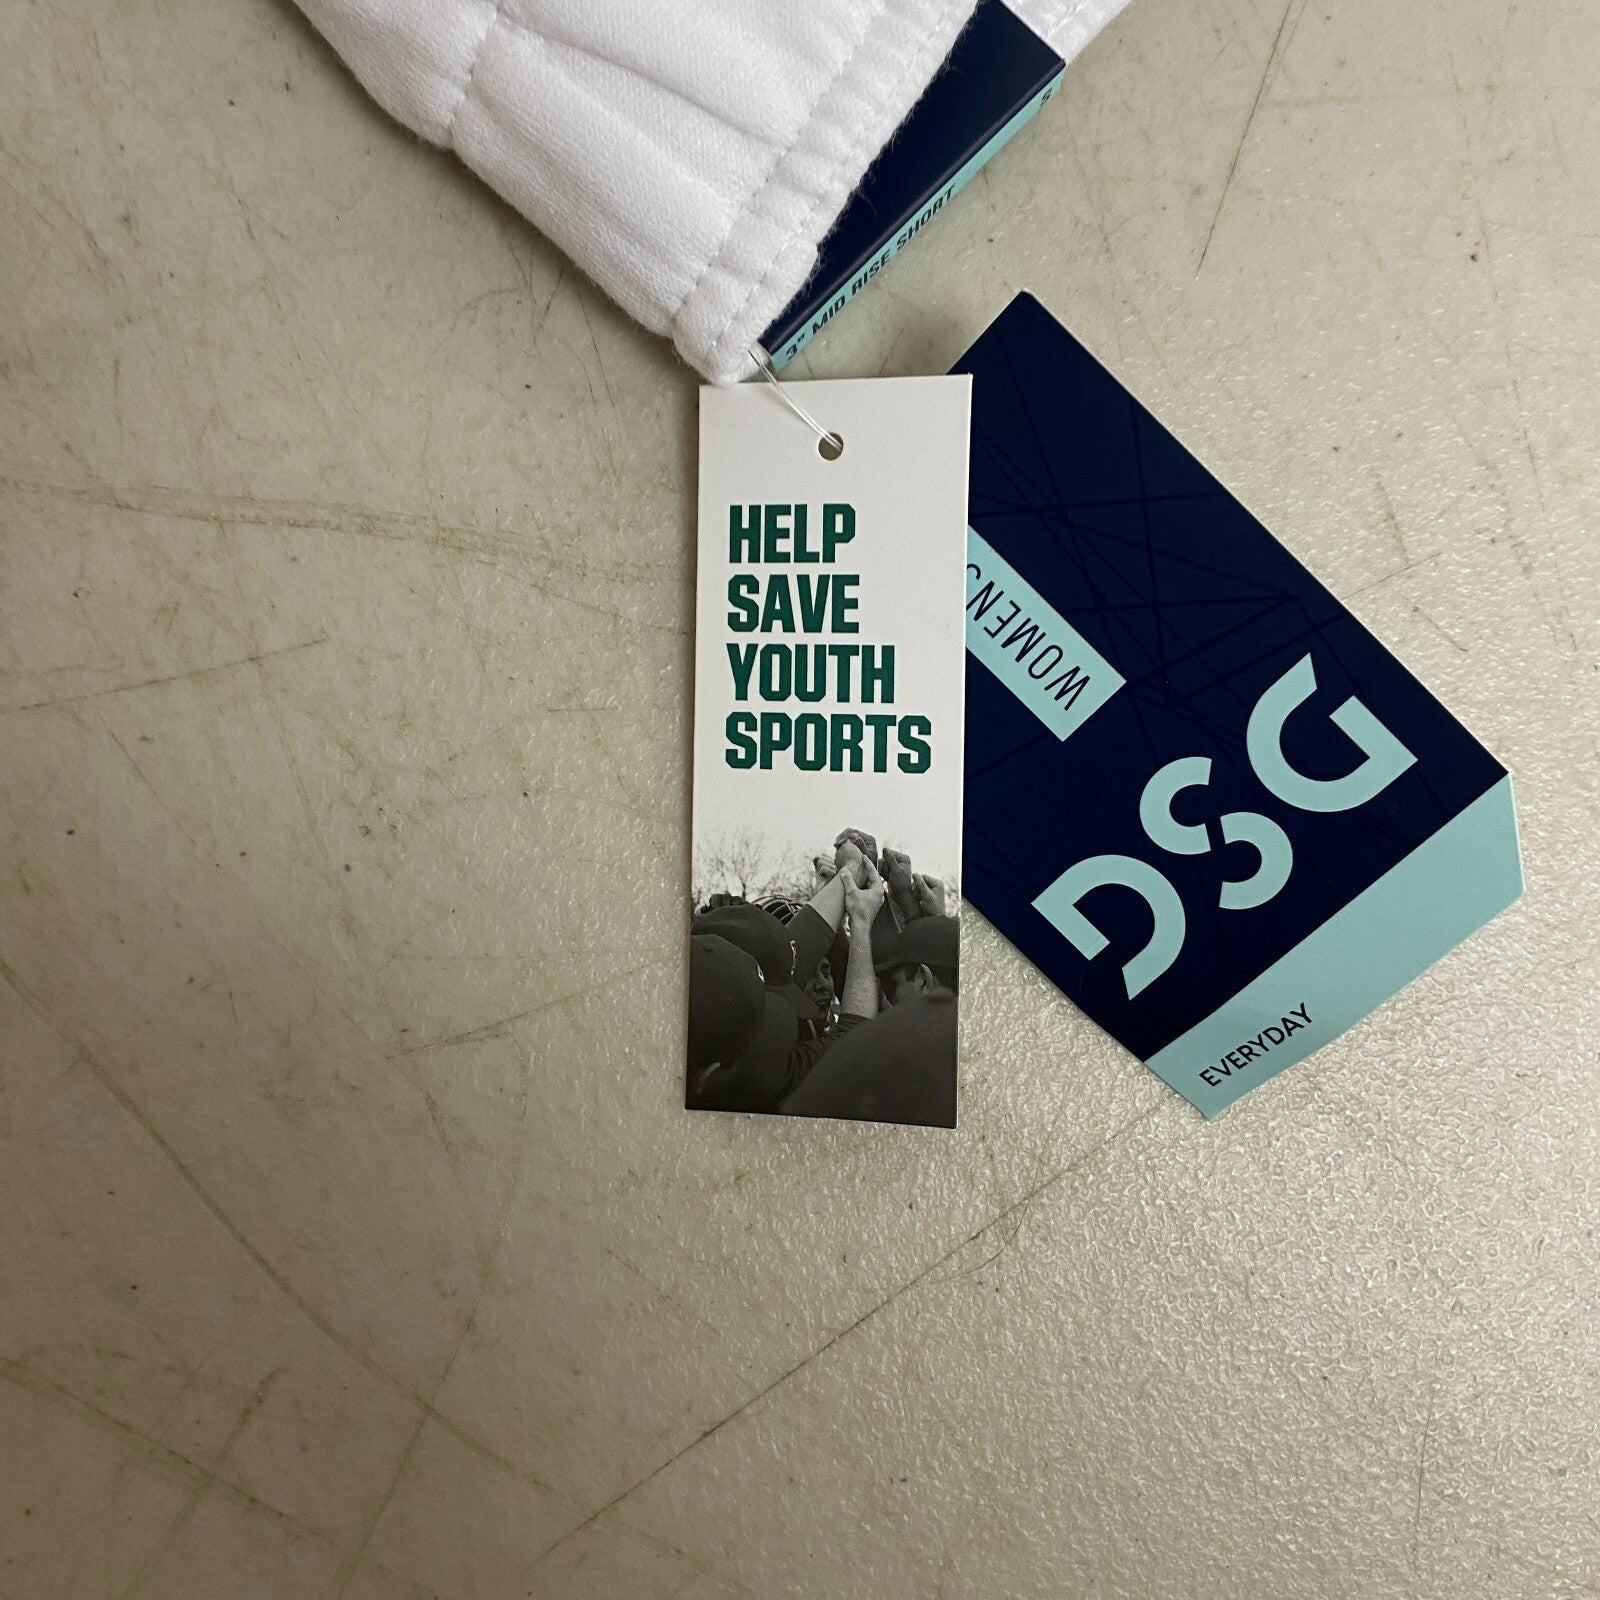 3" MID RISE SHORT
S
HELP
SAVE
YOUTH
SPORTS
WOMENS
DSG
EVERYDAY